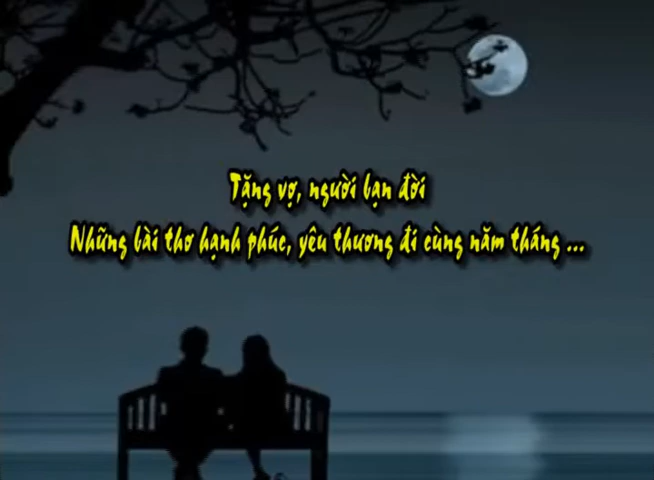 Tặng vợ, người bạn đời
Những bài thơ hạnh phúc, yêu thương đi cùng năm tháng ...